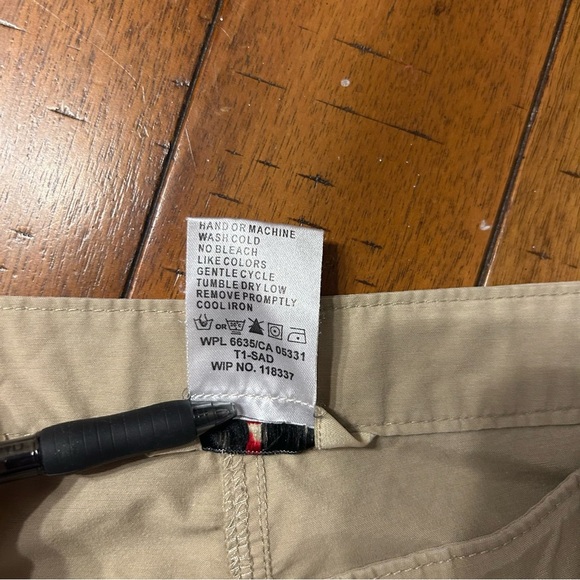 HAND OR MACHINE
WASH COLD
NO BLEACH
LIKE COLORS
GENTLE CYCLE
TUMBLE DRY LOW
REMOVE PROMPTLY
COOL IRON
OR
WPL 6635/CA 05331
T1-SAD
WIP NO. 118337